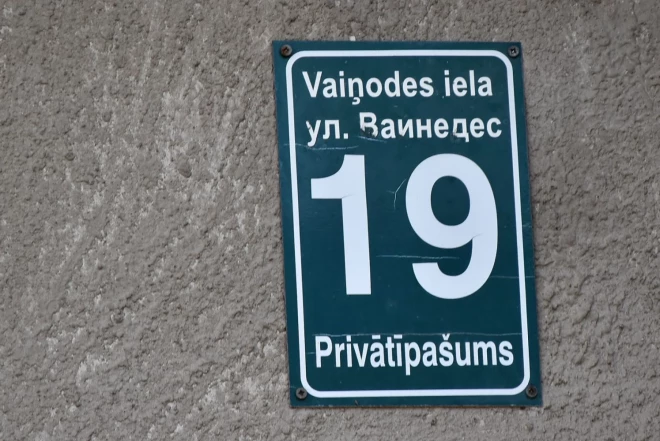 Vaiņodes iela
ул. Ваинедес
19
Privātīpašums